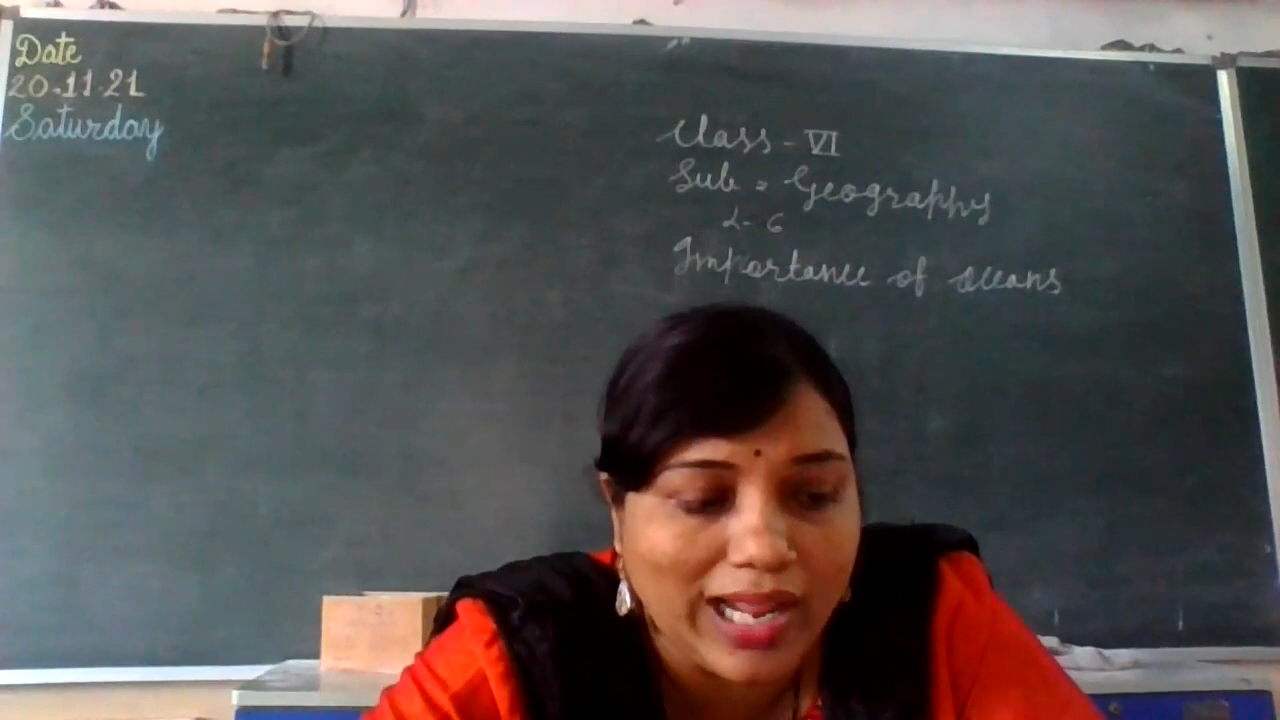 Date
20.11.21
Saturday
Class - VI
Sub = Geography
L- 6
Importance of oceans